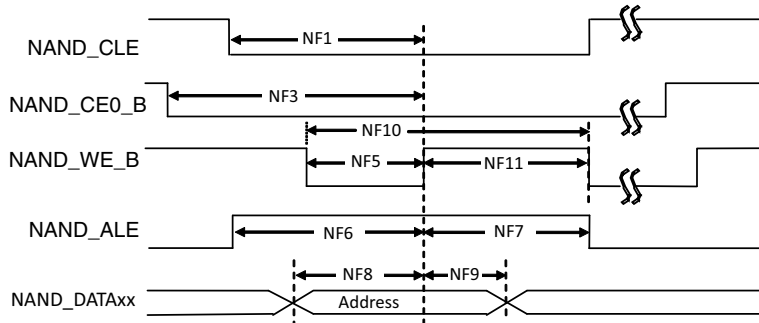 NAND_CLE NF1
NAND_CE0_B NF3
NF10
NAND_WE_B NF5 NF11
NAND_ALE NF6 NF7
NF8 NF9
NAND_DATAxx Address